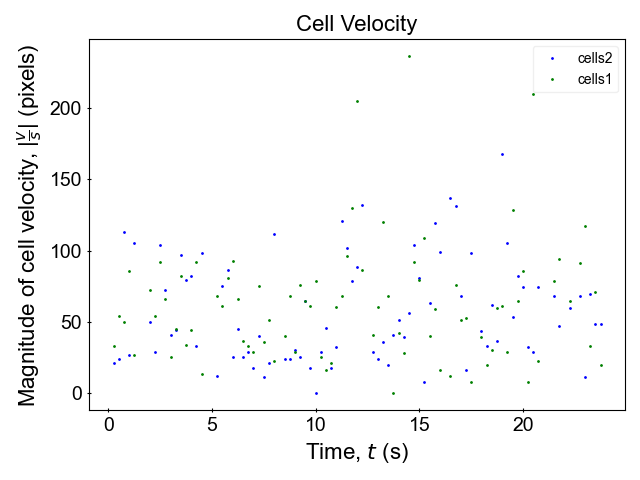 Cell Velocity
Magnitude of cell velocity, |v/s| (pixels)
200
150
100
50
0
0 5 10 15 20
Time, t (s)
cells2
cells1